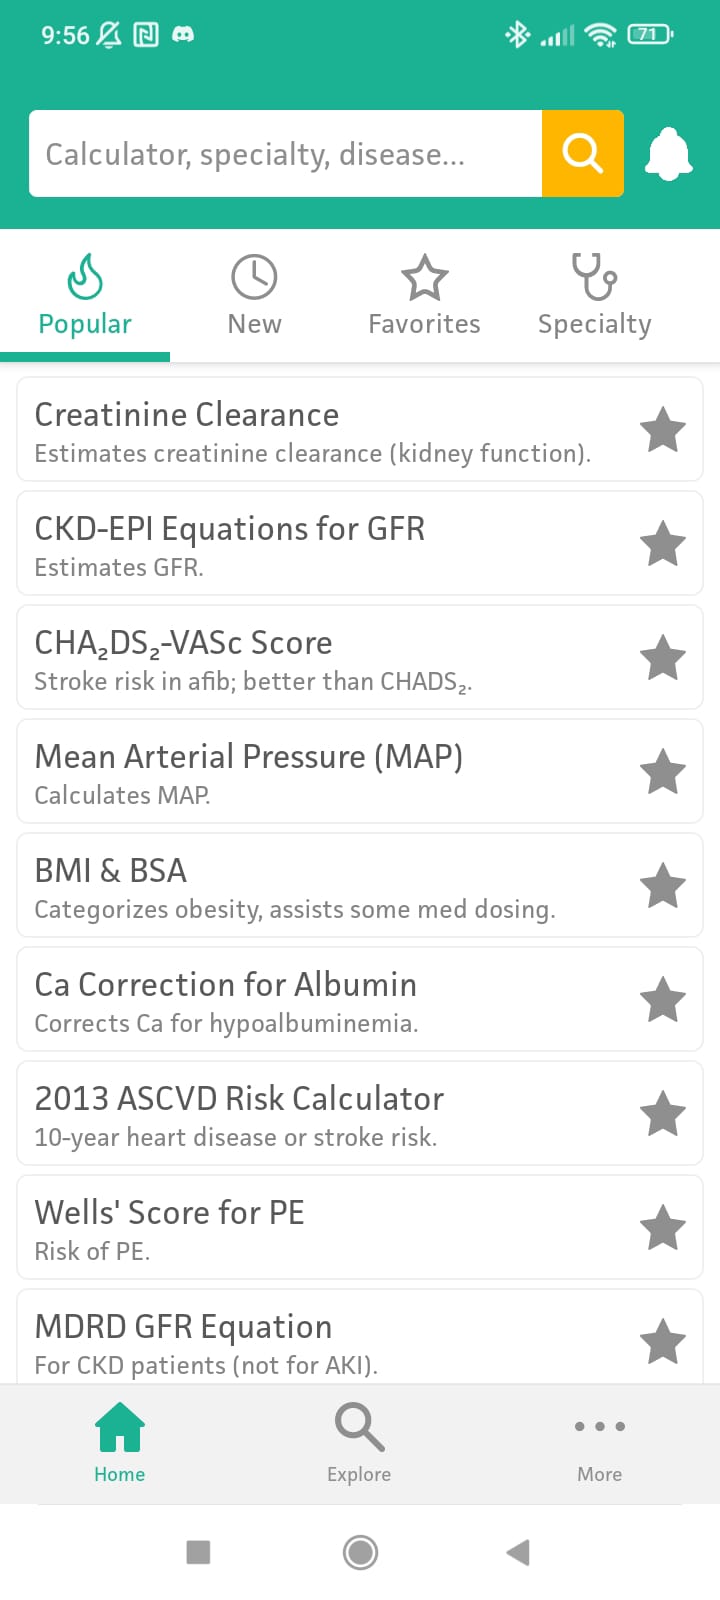 9:56
71
Calculator, specialty, disease...
Popular
New
Favorites
Specialty
Creatinine Clearance
Estimates creatinine clearance (kidney function).
CKD-EPI Equations for GFR
Estimates GFR.
CHA₂DS₂-VASc Score
Stroke risk in afib; better than CHADS₂.
Mean Arterial Pressure (MAP)
Calculates MAP.
BMI & BSA
Categorizes obesity, assists some med dosing.
Ca Correction for Albumin
Corrects Ca for hypoalbuminemia.
2013 ASCVD Risk Calculator
10-year heart disease or stroke risk.
Wells' Score for PE
Risk of PE.
MDRD GFR Equation
For CKD patients (not for AKI).
Home
Explore
More